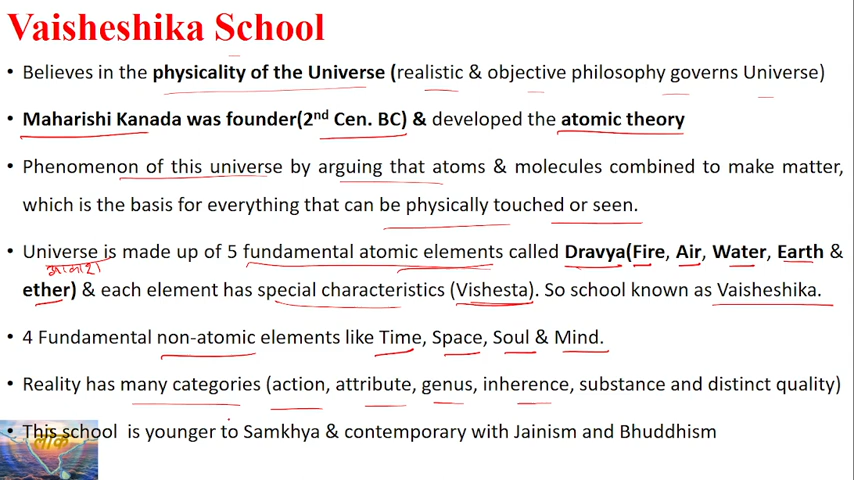 Vaisheshika School
• Believes in the physicality of the Universe (realistic & objective philosophy governs Universe)
• Maharishi Kanada was founder(2nd Cen. BC) & developed the atomic theory
• Phenomenon of this universe by arguing that atoms & molecules combined to make matter,
which is the basis for everything that can be physically touched or seen.
• Universe is made up of 5 fundamental atomic elements called Dravya(Fire, Air, Water, Earth &
आकाश
ether) & each element has special characteristics (Vishesta). So school known as Vaisheshika.
• 4 Fundamental non-atomic elements like Time, Space, Soul & Mind.
• Reality has many categories (action, attribute, genus, inherence, substance and distinct quality)
• This school is younger to Samkhya & contemporary with Jainism and Bhuddhism